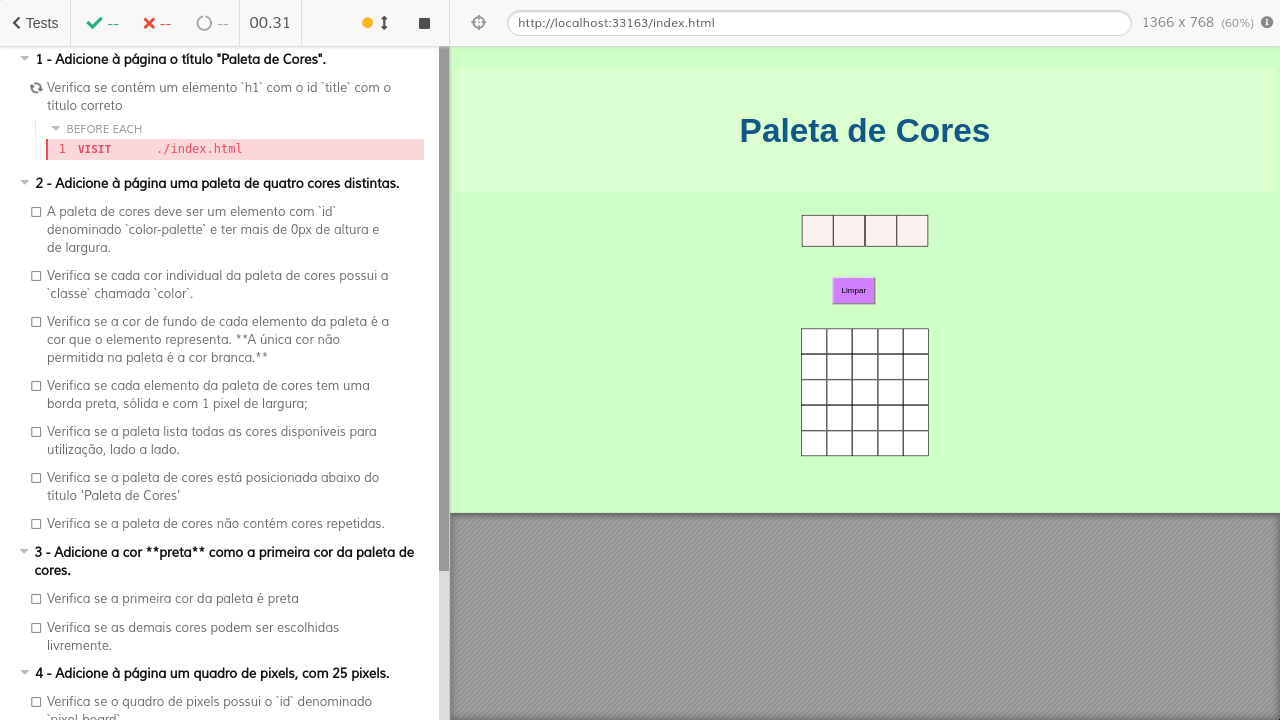 Tests -- -- -- 00.31
http://localhost:33163/index.html 1366 x 768 (60%)
1 - Adicione à página o título "Paleta de Cores".
Verifica se contém um elemento `h1` com o id `title` com o
título correto
BEFORE EACH
1 VISIT ./index.html
2 - Adicione à página uma paleta de quatro cores distintas.
A paleta de cores deve ser um elemento com `id`
denominado `color-palette` e ter mais de 0px de altura e
de largura.
Verifica se cada cor individual da paleta de cores possui a
`classe` chamada `color`.
Verifica se a cor de fundo de cada elemento da paleta é a
cor que o elemento representa. **A única cor não
permitida na paleta é a cor branca.**
Verifica se cada elemento da paleta de cores tem uma
borda preta, sólida e com 1 pixel de largura;
Verifica se a paleta lista todas as cores disponíveis para
utilização, lado a lado.
Verifica se a paleta de cores está posicionada abaixo do
título 'Paleta de Cores'
Verifica se a paleta de cores não contém cores repetidas.
3 - Adicione a cor **preta** como a primeira cor da paleta de
cores.
Verifica se a primeira cor da paleta é preta
Verifica se as demais cores podem ser escolhidas
livremente.
4 - Adicione à página um quadro de pixels, com 25 pixels.
Verifica se o quadro de pixels possui o `id` denominado
`pixel-board`.
Paleta de Cores
Limpar